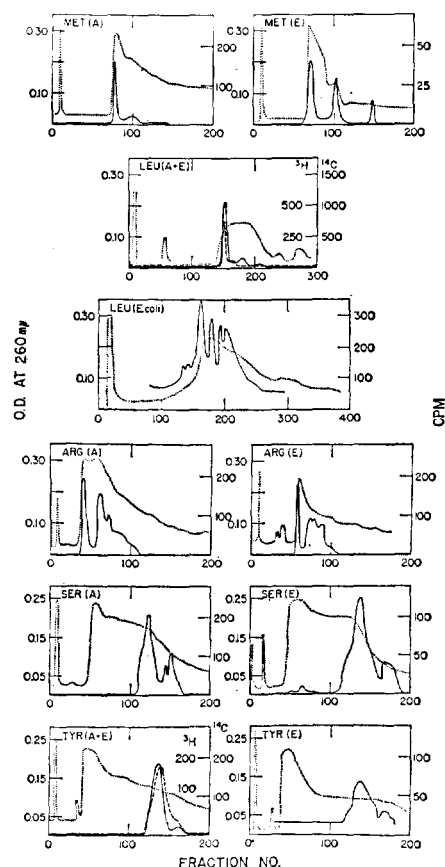 MET(A)
0.30
0.10
200
100
0 100 200
MET(E)
0.30
0.10
50
25
0 100 200
LEU(A+E)
³H ¹⁴C
0.30
0.10
1500
500 1000
250 500
0 100 200 300
LEU(E.coli)
0.30
0.10
300
200
100
0 100 200 300 400
O.D. AT 260 mμ
CPM
ARG(A)
0.30
0.10
200
100
0 100 200
ARG(E)
0.30
0.10
200
100
0 100 200
SER(A)
0.25
0.15
0.05
200
100
0 100 200
SER(E)
0.25
0.15
0.05
100
50
0 100 200
TYR(A+E)
³H ¹⁴C
0.25
0.15
0.05
200 200
100 100
0 100 200
TYR(E)
0.25
0.15
0.05
100
50
0 100 200
FRACTION NO.